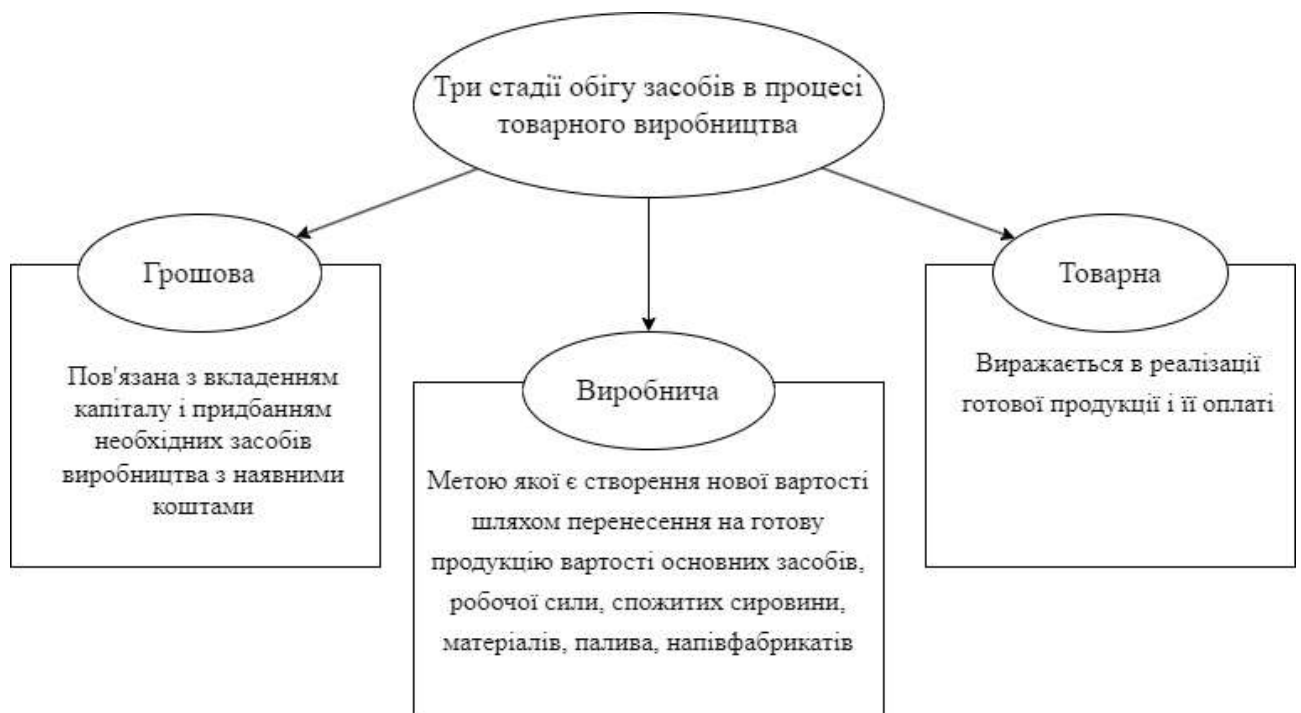 Три стадії обігу засобів в процесі
товарного виробництва
Грошова
Пов'язана з вкладенням
капіталу і придбанням
необхідних засобів
виробництва з наявними
коштами
Виробнича
Метою якої є створення нової вартості
шляхом перенесення на готову
продукцію вартості основних засобів,
робочої сили, спожитих сировини,
матеріалів, палива, напівфабрикатів
Товарна
Виражається в реалізації
готової продукції і її оплаті